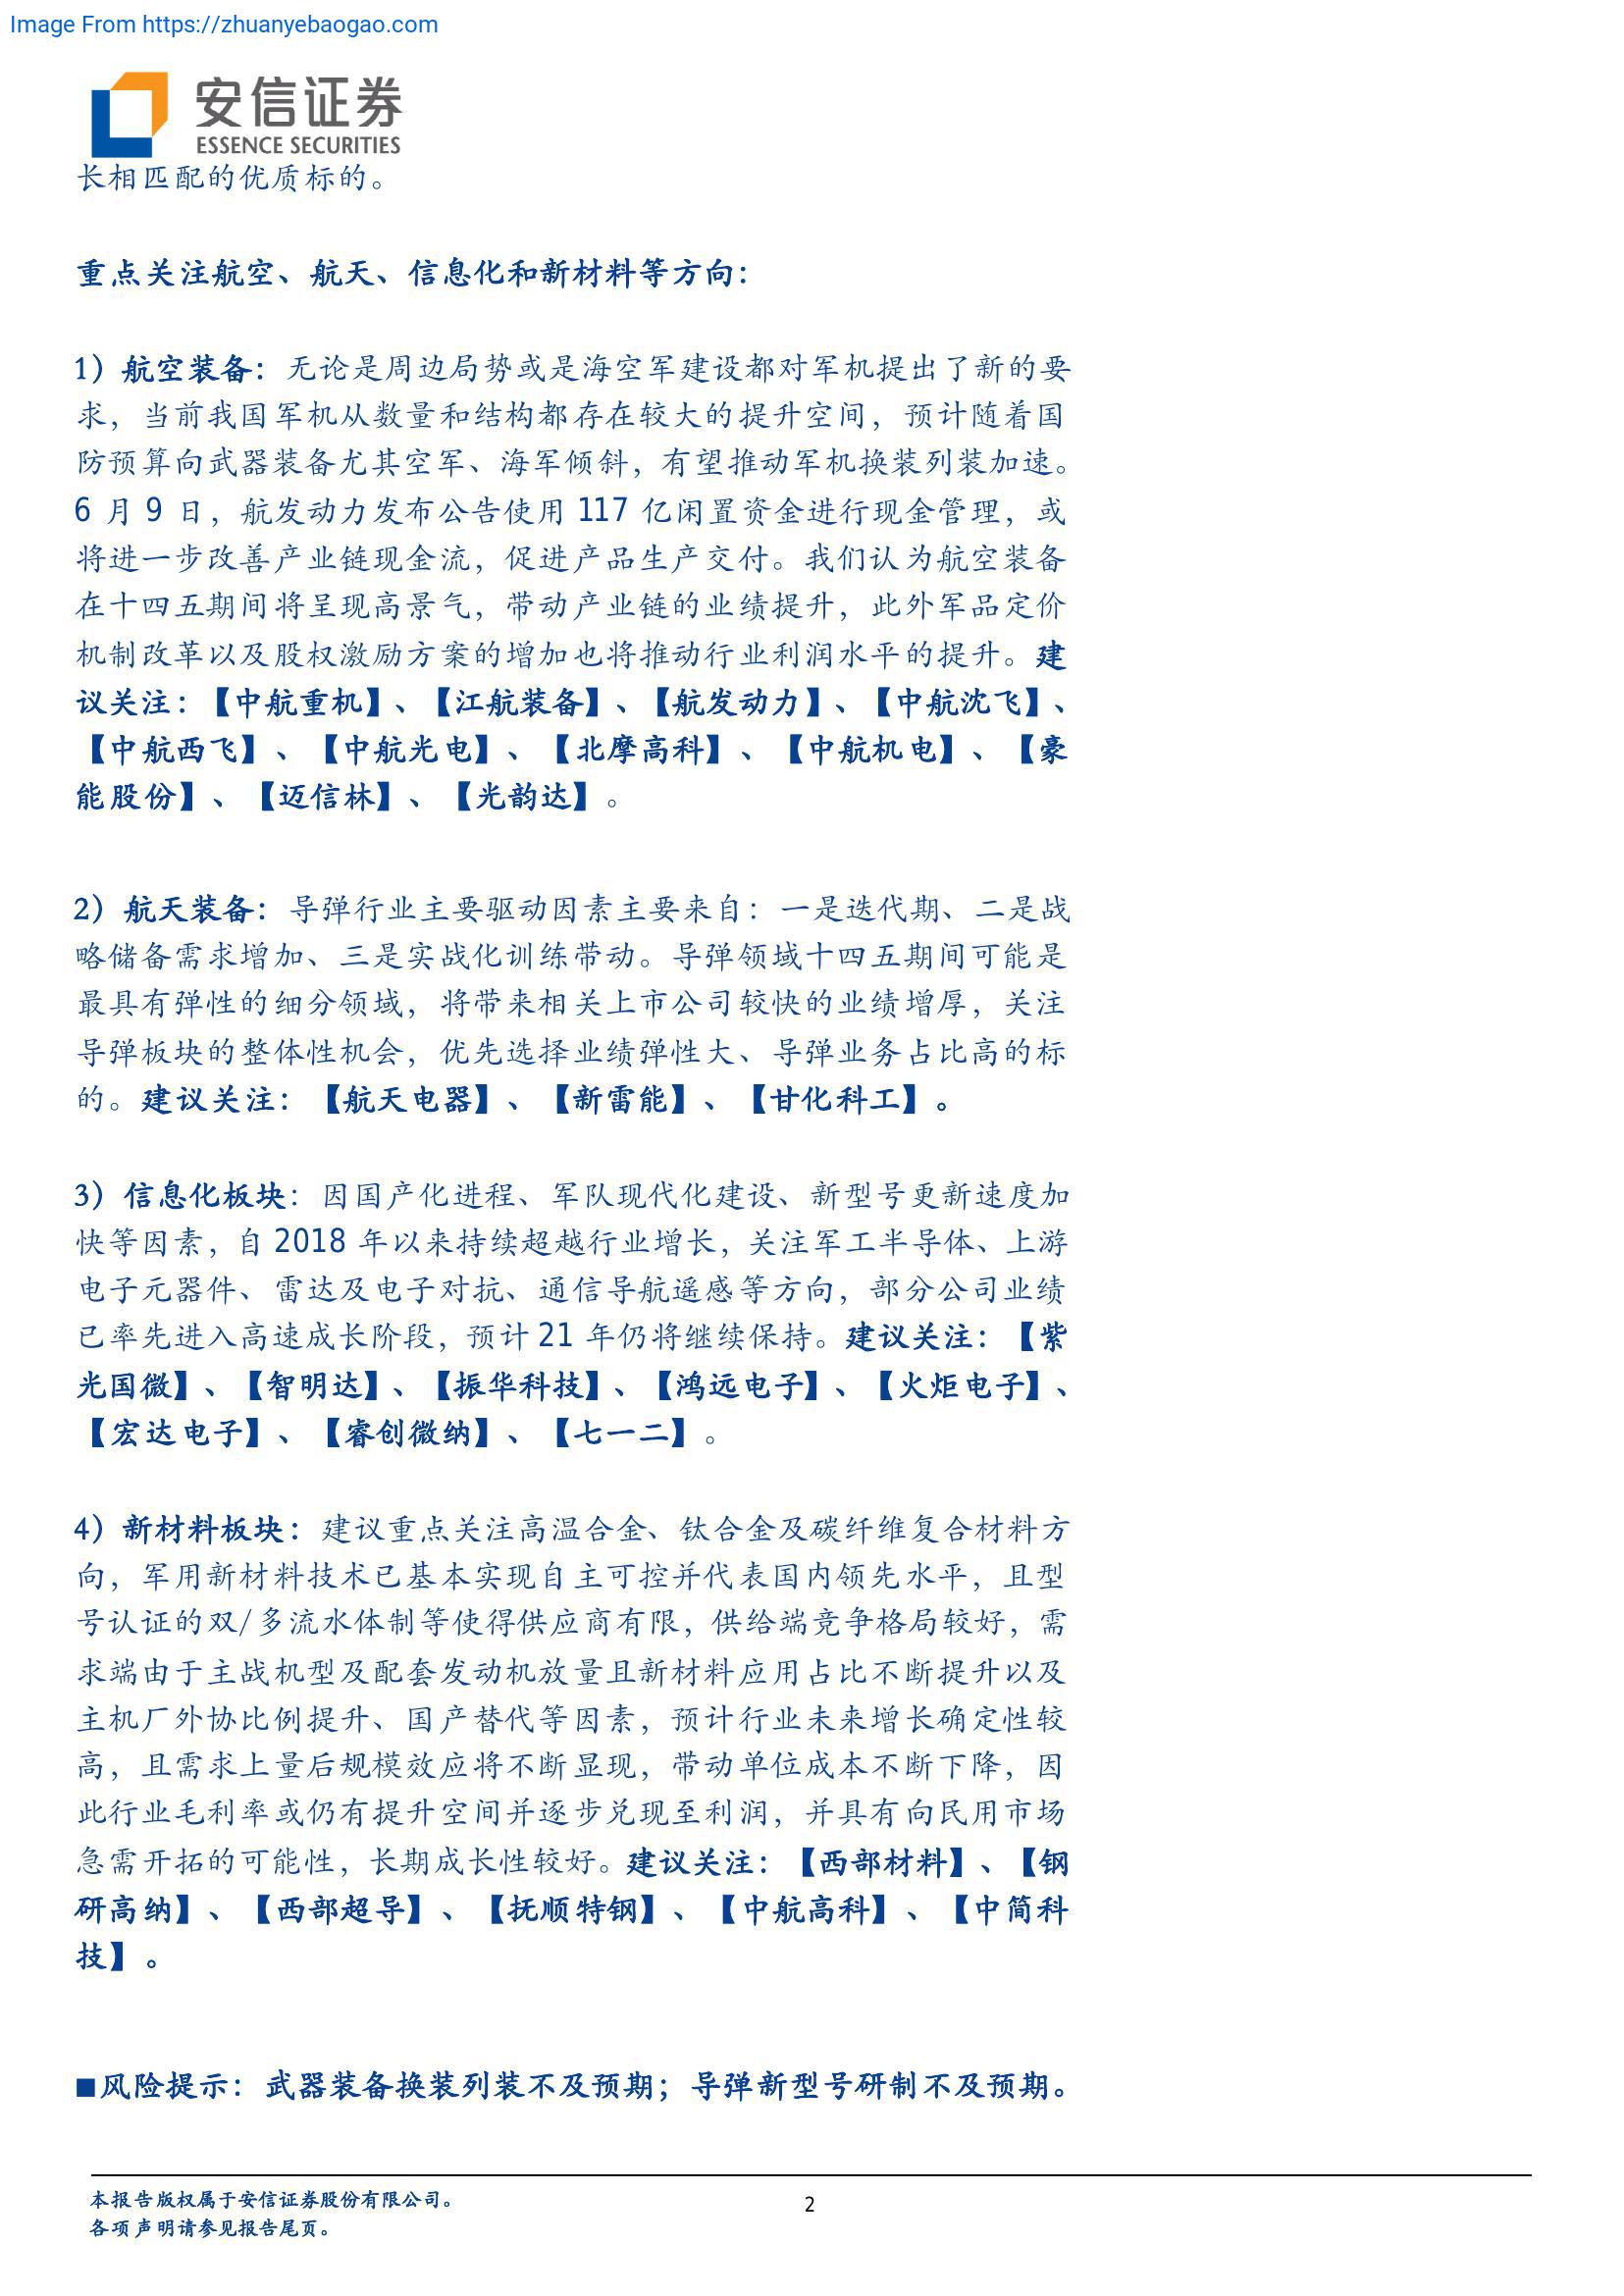 Image From https://zhuanyebaogao.com
安信证券
ESSENCE SECURITIES
长相匹配的优质标的。
重点关注航空、航天、信息化和新材料等方向：
1）航空装备：无论是周边局势或是海空军建设都对军机提出了新的要
求，当前我国军机从数量和结构都存在较大的提升空间，预计随着国
防预算向武器装备尤其空军、海军倾斜，有望推动军机换装列装加速。
6 月 9 日，航发动力发布公告使用 117 亿闲置资金进行现金管理，或
将进一步改善产业链现金流，促进产品生产交付。我们认为航空装备
在十四五期间将呈现高景气，带动产业链的业绩提升，此外军品定价
机制改革以及股权激励方案的增加也将推动行业利润水平的提升。建
议关注：【中航重机】、【江航装备】、【航发动力】、【中航沈飞】、
【中航西飞】、【中航光电】、【北摩高科】、【中航机电】、【豪
能股份】、【迈信林】、【光韵达】。
2）航天装备：导弹行业主要驱动因素主要来自：一是迭代期、二是战
略储备需求增加、三是实战化训练带动。导弹领域十四五期间可能是
最具有弹性的细分领域，将带来相关上市公司较快的业绩增厚，关注
导弹板块的整体性机会，优先选择业绩弹性大、导弹业务占比高的标
的。建议关注：【航天电器】、【新雷能】、【甘化科工】。
3）信息化板块：因国产化进程、军队现代化建设、新型号更新速度加
快等因素，自 2018 年以来持续超越行业增长，关注军工半导体、上游
电子元器件、雷达及电子对抗、通信导航遥感等方向，部分公司业绩
已率先进入高速成长阶段，预计 21 年仍将继续保持。建议关注：【紫
光国微】、【智明达】、【振华科技】、【鸿远电子】、【火炬电子】、
【宏达电子】、【睿创微纳】、【七一二】。
4）新材料板块：建议重点关注高温合金、钛合金及碳纤维复合材料方
向，军用新材料技术已基本实现自主可控并代表国内领先水平，且型
号认证的双/多流水体制等使得供应商有限，供给端竞争格局较好，需
求端由于主战机型及配套发动机放量且新材料应用占比不断提升以及
主机厂外协比例提升、国产替代等因素，预计行业未来增长确定性较
高，且需求上量后规模效应将不断显现，带动单位成本不断下降，因
此行业毛利率或仍有提升空间并逐步兑现至利润，并具有向民用市场
急需开拓的可能性，长期成长性较好。建议关注：【西部材料】、【钢
研高纳】、【西部超导】、【抚顺特钢】、【中航高科】、【中简科
技】。
■风险提示：武器装备换装列装不及预期；导弹新型号研制不及预期。
本报告版权属于安信证券股份有限公司。
各项声明请参见报告尾页。
2